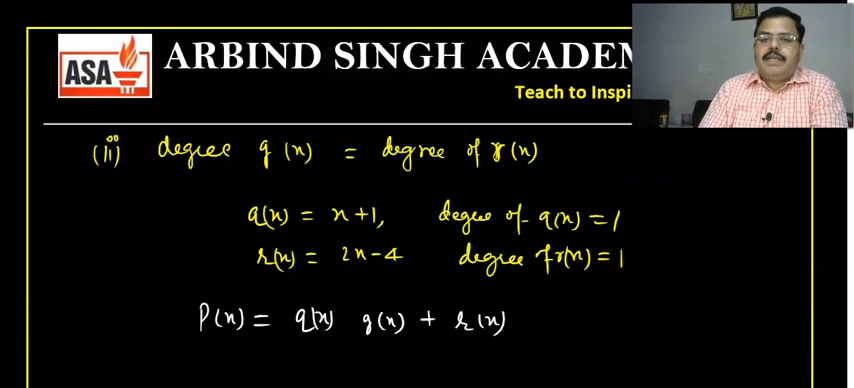 ASA
ARBIND SINGH ACADEM
Teach to Inspi
(ii) degree q(x) = degree of r(x)
q(x) = x+1, degree of q(x) = 1
r(x) = 2x-4 degree of r(x) = 1
P(x) = q(x) g(x) + r(x)